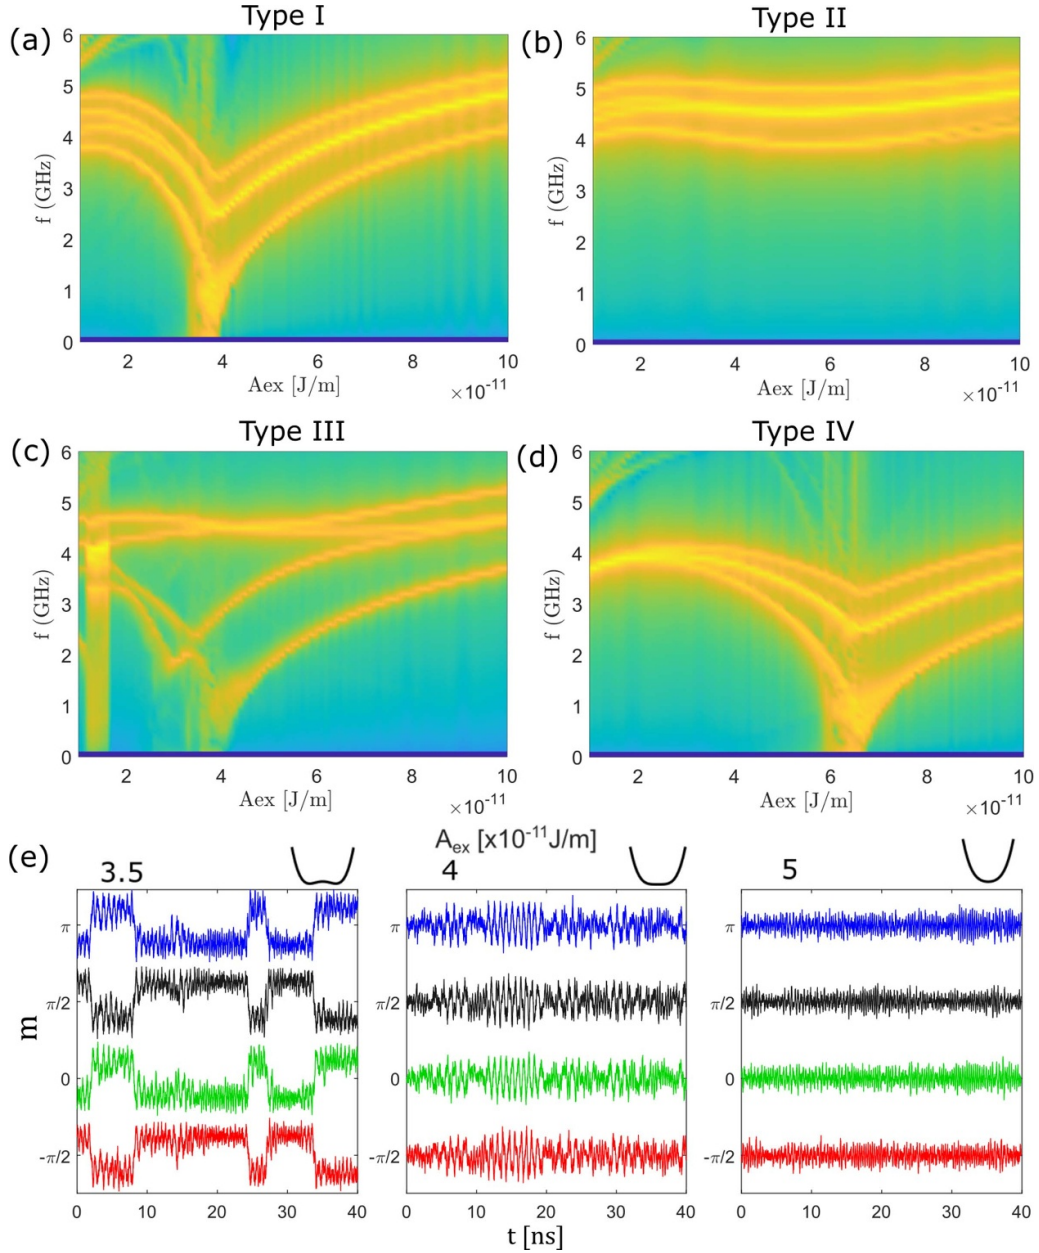 Type I
Type II
(a)
(b)
6
5
4
3
2
1
0
f (GHz)
2
4
6
8
10
Aex [J/m]
×10⁻¹¹
6
5
4
3
2
1
0
f (GHz)
2
4
6
8
10
Aex [J/m]
×10⁻¹¹
Type III
Type IV
(c)
(d)
6
5
4
3
2
1
0
f (GHz)
2
4
6
8
10
Aex [J/m]
×10⁻¹¹
6
5
4
3
2
1
0
f (GHz)
2
4
6
8
10
Aex [J/m]
×10⁻¹¹
(e)
A_ex [x10⁻¹¹J/m]
3.5
4
5
π
π/2
0
-π/2
m
0
10
20
30
40
π
π/2
0
-π/2
0
10
20
30
40
π
π/2
0
-π/2
0
10
20
30
40
t [ns]